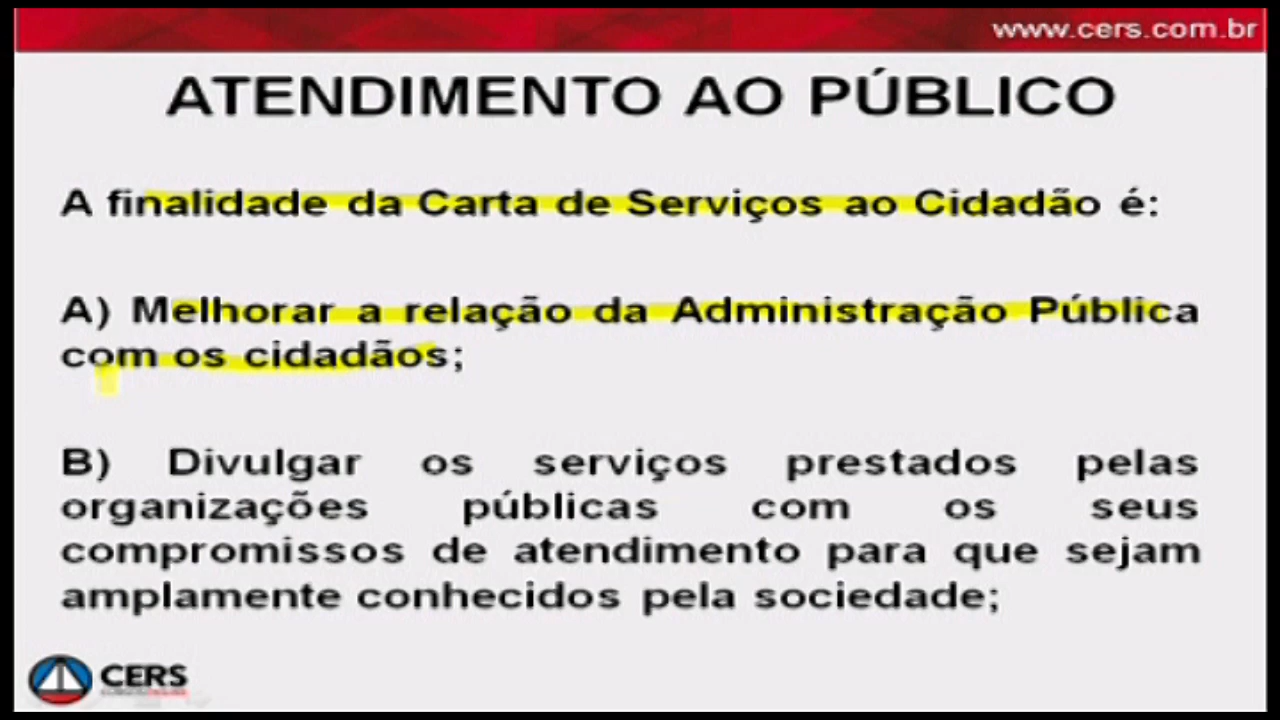 www.cers.com.br
ATENDIMENTO AO PÚBLICO
A finalidade da Carta de Serviços ao Cidadão é:
A) Melhorar a relação da Administração Pública
com os cidadãos;
B) Divulgar os serviços prestados pelas
organizações públicas com os seus
compromissos de atendimento para que sejam
amplamente conhecidos pela sociedade;
CERS